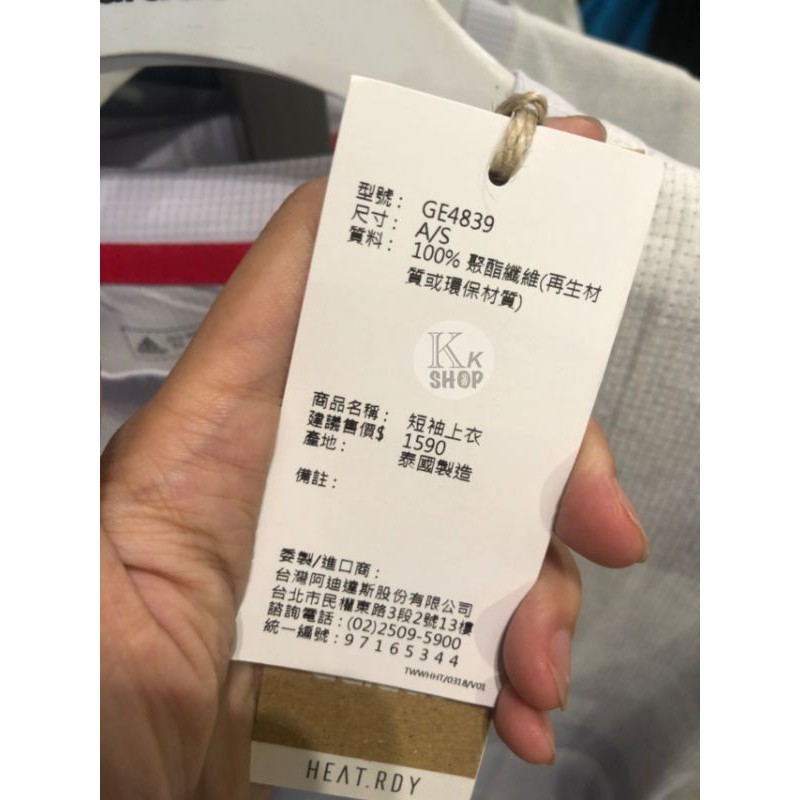 型號： GE4839
尺寸： A/S
質料： 100% 聚酯纖維(再生材
質或環保材質)
KK
SHOP
商品名稱： 短袖上衣
建議售價$ 1590
產地： 泰國製造
備註：
委製/進口商：
台灣阿迪達斯股份有限公司
台北市民權東路3段2號13樓
諮詢電話：(02)2509-5900
統一編號：97165344
TWWHHT/0318/V01
HEAT.RDY